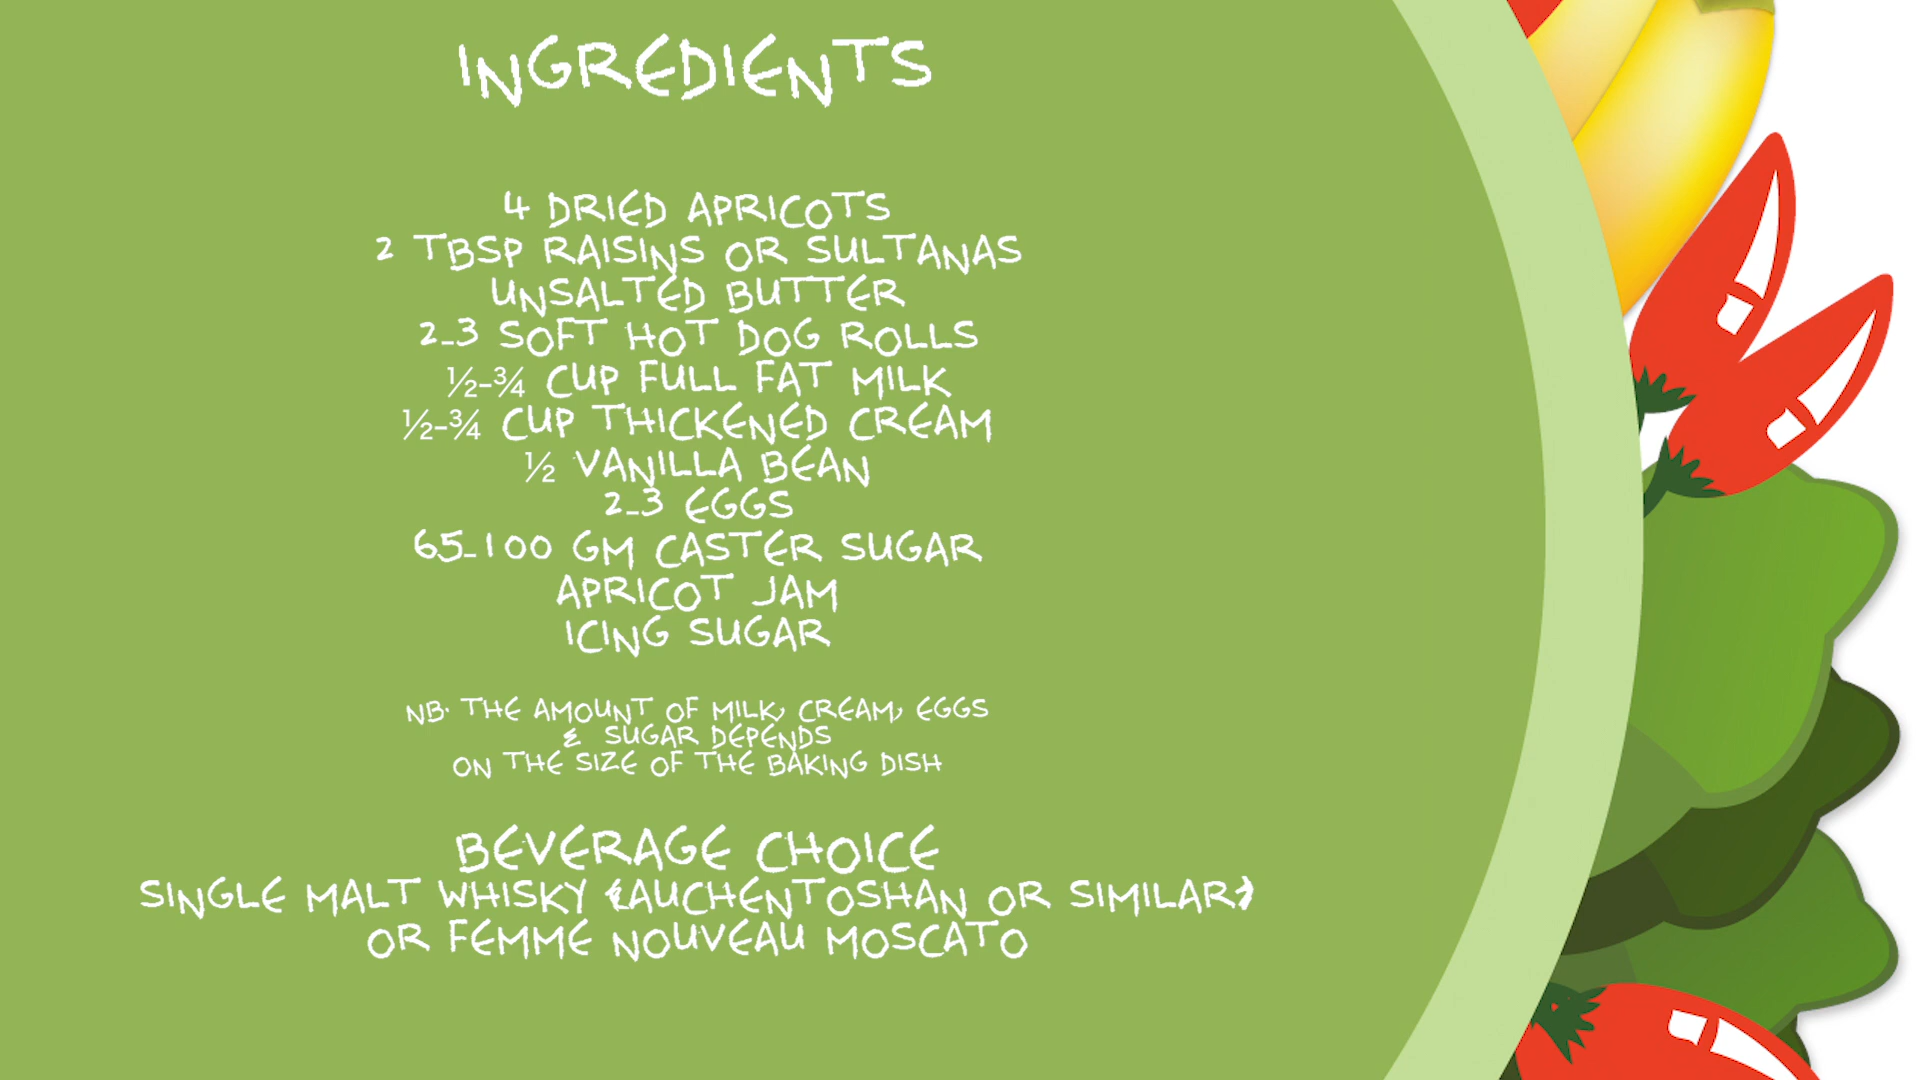 INGREDIENTS
4 DRIED APRICOTS
2 TBSP RAISINS OR SULTANAS
UNSALTED BUTTER
2-3 SOFT HOT DOG ROLLS
½-¾ CUP FULL FAT MILK
½-¾ CUP THICKENED CREAM
½ VANILLA BEAN
2-3 EGGS
65-100 GM CASTER SUGAR
APRICOT JAM
ICING SUGAR
NB. THE AMOUNT OF MILK, CREAM, EGGS
& SUGAR DEPENDS
ON THE SIZE OF THE BAKING DISH
BEVERAGE CHOICE
SINGLE MALT WHISKY {AUCHENTOSHAN OR SIMILAR}
OR FEMME NOUVEAU MOSCATO